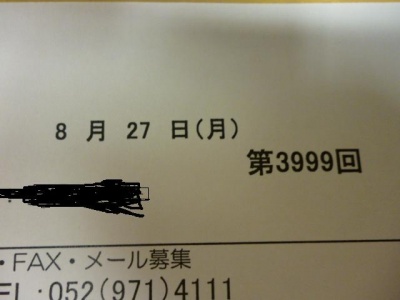 8 月 27 日(月)
第3999回
・FAX・メール募集
TEL:052(971)4111